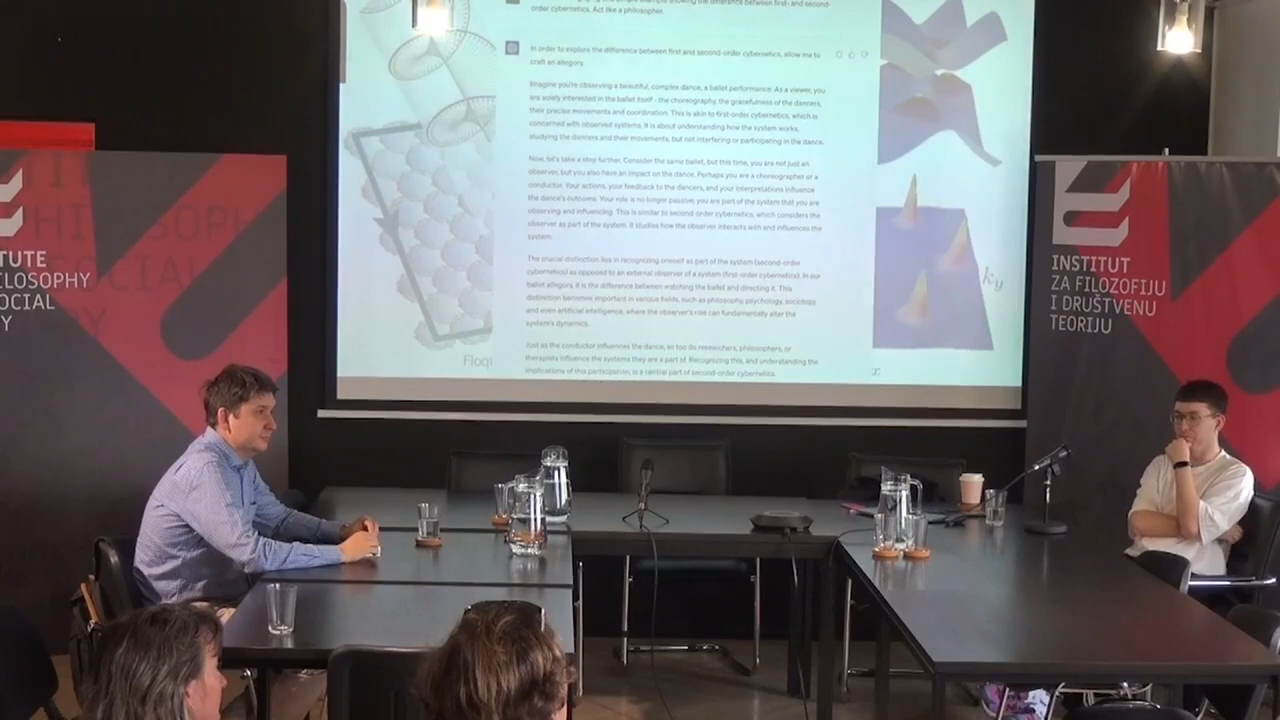 order cybernetics. Act like a philosopher.
In order to explore the difference between first and second-order cybernetics, allow me to
craft an allegory.
Imagine you're observing a beautiful, complex dance, a ballet performance. As a viewer, you
are solely interested in the ballet itself - the choreography, the gracefulness of the dancers,
their precise movements and coordination. This is akin to first-order cybernetics, which is
concerned with observed systems. It is about understanding how the system works,
studying the dancers and their movements, but not interfering or participating in the dance.
Now, let's take a step further. Consider the same ballet, but this time, you are not just an
observer, but you also have an impact on the dance. Perhaps you are a choreographer or a
conductor. Your actions, your feedback to the dancers, and your interpretations influence
the dance's outcome. Your role is no longer passive; you are part of the system that you are
observing and influencing. This is similar to second-order cybernetics, which considers the
observer as part of the system. It studies how the observer interacts with and influences the
system.
The crucial distinction lies in recognizing oneself as part of the system (second-order
cybernetics) as opposed to an external observer of a system (first-order cybernetics). In our
ballet allegory, it is the difference between watching the ballet and directing it. This
distinction becomes important in various fields, such as philosophy, psychology, sociology,
and even artificial intelligence, where the observer's role can fundamentally alter the
system's dynamics.
Just as the conductor influences the dance, so too do researchers, philosophers, or
therapists influence the systems they are a part of. Recognizing this, and understanding the
implications of this participation, is a central part of second-order cybernetics.
Floqu
k_y
x
TUTE
ILOSOPHY
OCIAL
Y
INSTITUT
ZA FILOZOFIJU
I DRUŠTVENU
TEORIJU